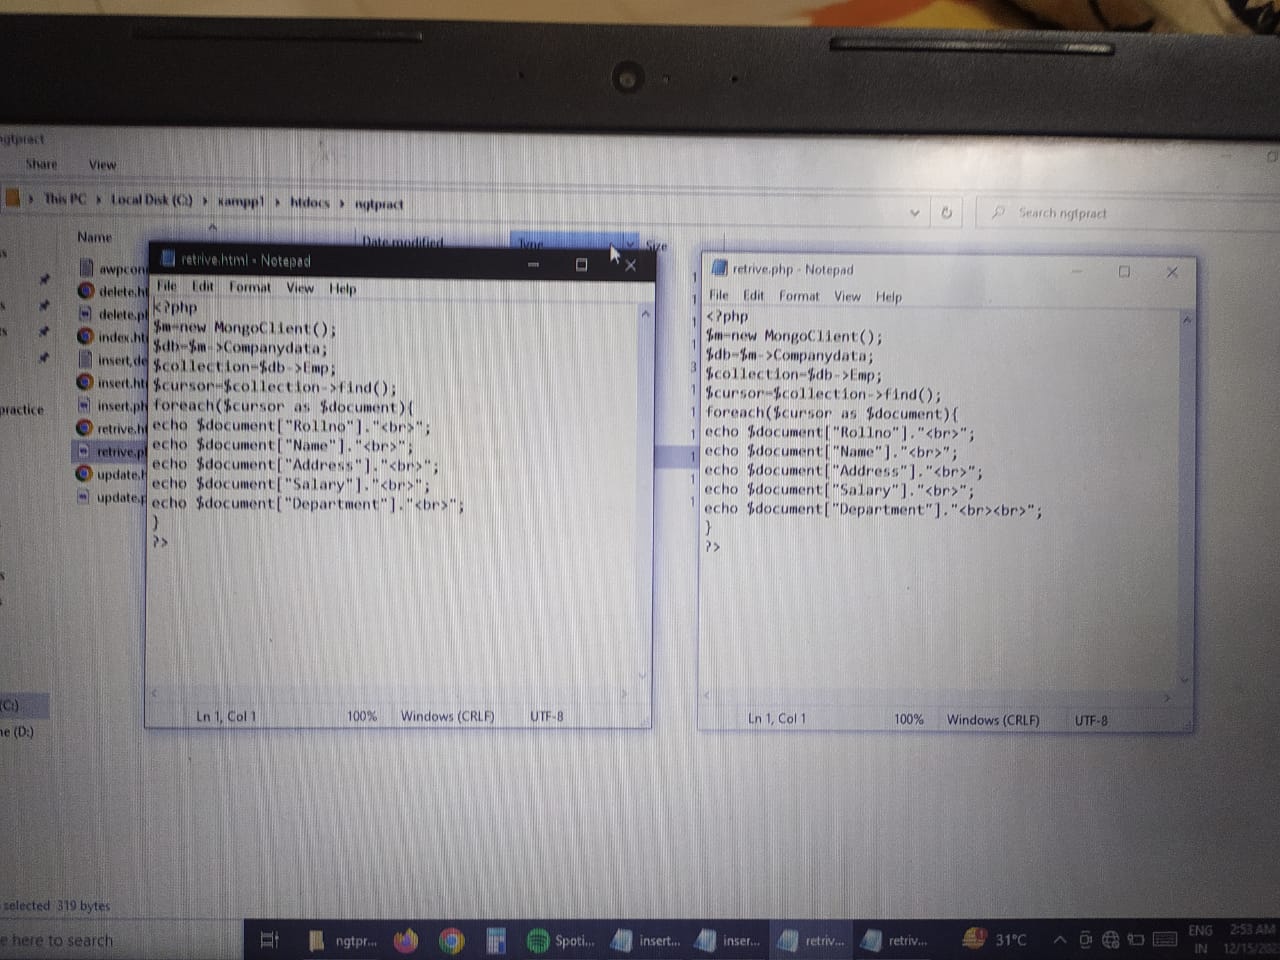 ngtpract
Share View
This PC > Local Disk (C:) > xampp1 > htdocs > ngtpract
Search ngtpract
Name Date modified Type Size
delete.ht
delete.p
index.ht
insert.ht
insert.ph
retrive.ht
retrive.p
update.
update.
practice
(C:)
(D:)
retrive.html - Notepad
File Edit Format View Help
<?php
$m=new MongoClient();
$db=$m->Companydata;
$collection=$db->Emp;
$cursor=$collection->find();
foreach($cursor as $document){
echo $document["Rollno"]."<br>";
echo $document["Name"]."<br>";
echo $document["Address"]."<br>";
echo $document["Salary"]."<br>";
echo $document["Department"]."<br>";
}
?>
Ln 1, Col 1 100% Windows (CRLF) UTF-8
retrive.php - Notepad
File Edit Format View Help
<?php
$m=new MongoClient();
$db=$m->Companydata;
$collection=$db->Emp;
$cursor=$collection->find();
foreach($cursor as $document){
echo $document["Rollno"]."<br>";
echo $document["Name"]."<br>";
echo $document["Address"]."<br>";
echo $document["Salary"]."<br>";
echo $document["Department"]."<br><br>";
}
?>
Ln 1, Col 1 100% Windows (CRLF) UTF-8
selected 319 bytes
here to search
ngtpr... Spoti... insert... inser... retriv... retriv... 31°C
ENG 2:53 AM
IN